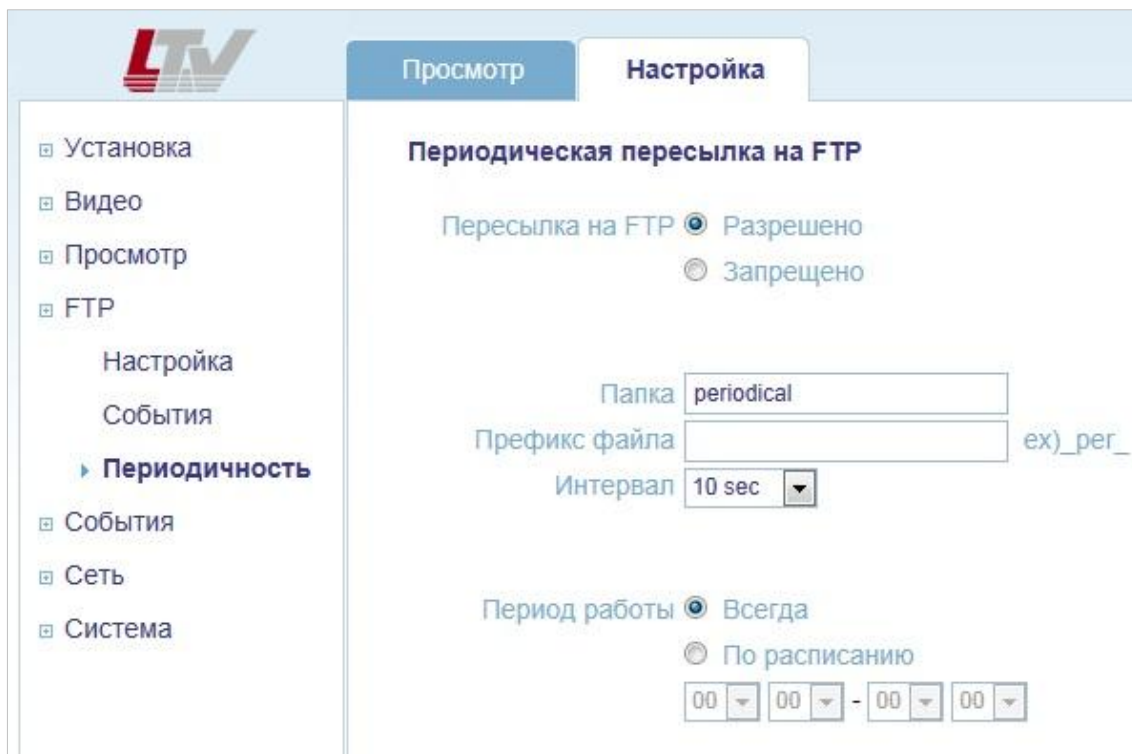 LTV
Просмотр
Настройка
Установка
Видео
Просмотр
FTP
Настройка
События
Периодичность
События
Сеть
Система
Периодическая пересылка на FTP
Пересылка на FTP Разрешено
Запрещено
Папка periodical
Префикс файла ex)_per_
Интервал 10 sec
Период работы Всегда
По расписанию
00 00 - 00 00